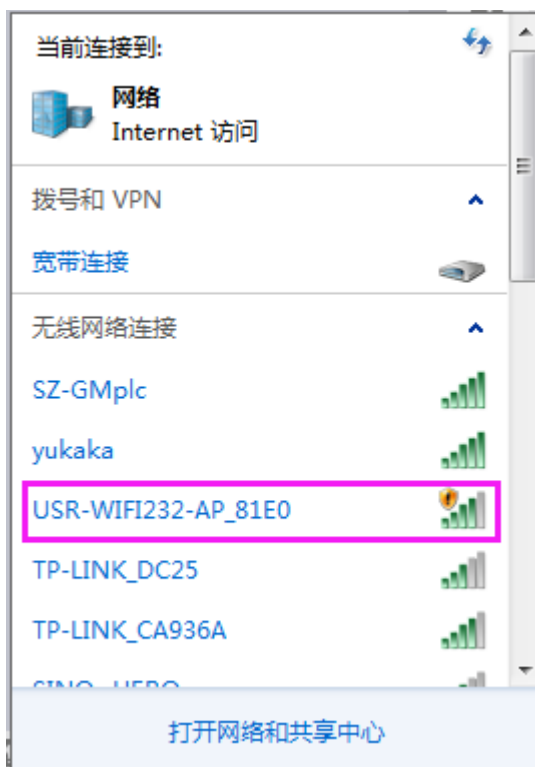 当前连接到:
网络
Internet 访问
拨号和 VPN
宽带连接
无线网络连接
SZ-GMplc
yukaka
USR-WIFI232-AP_81E0
TP-LINK_DC25
TP-LINK_CA936A
打开网络和共享中心